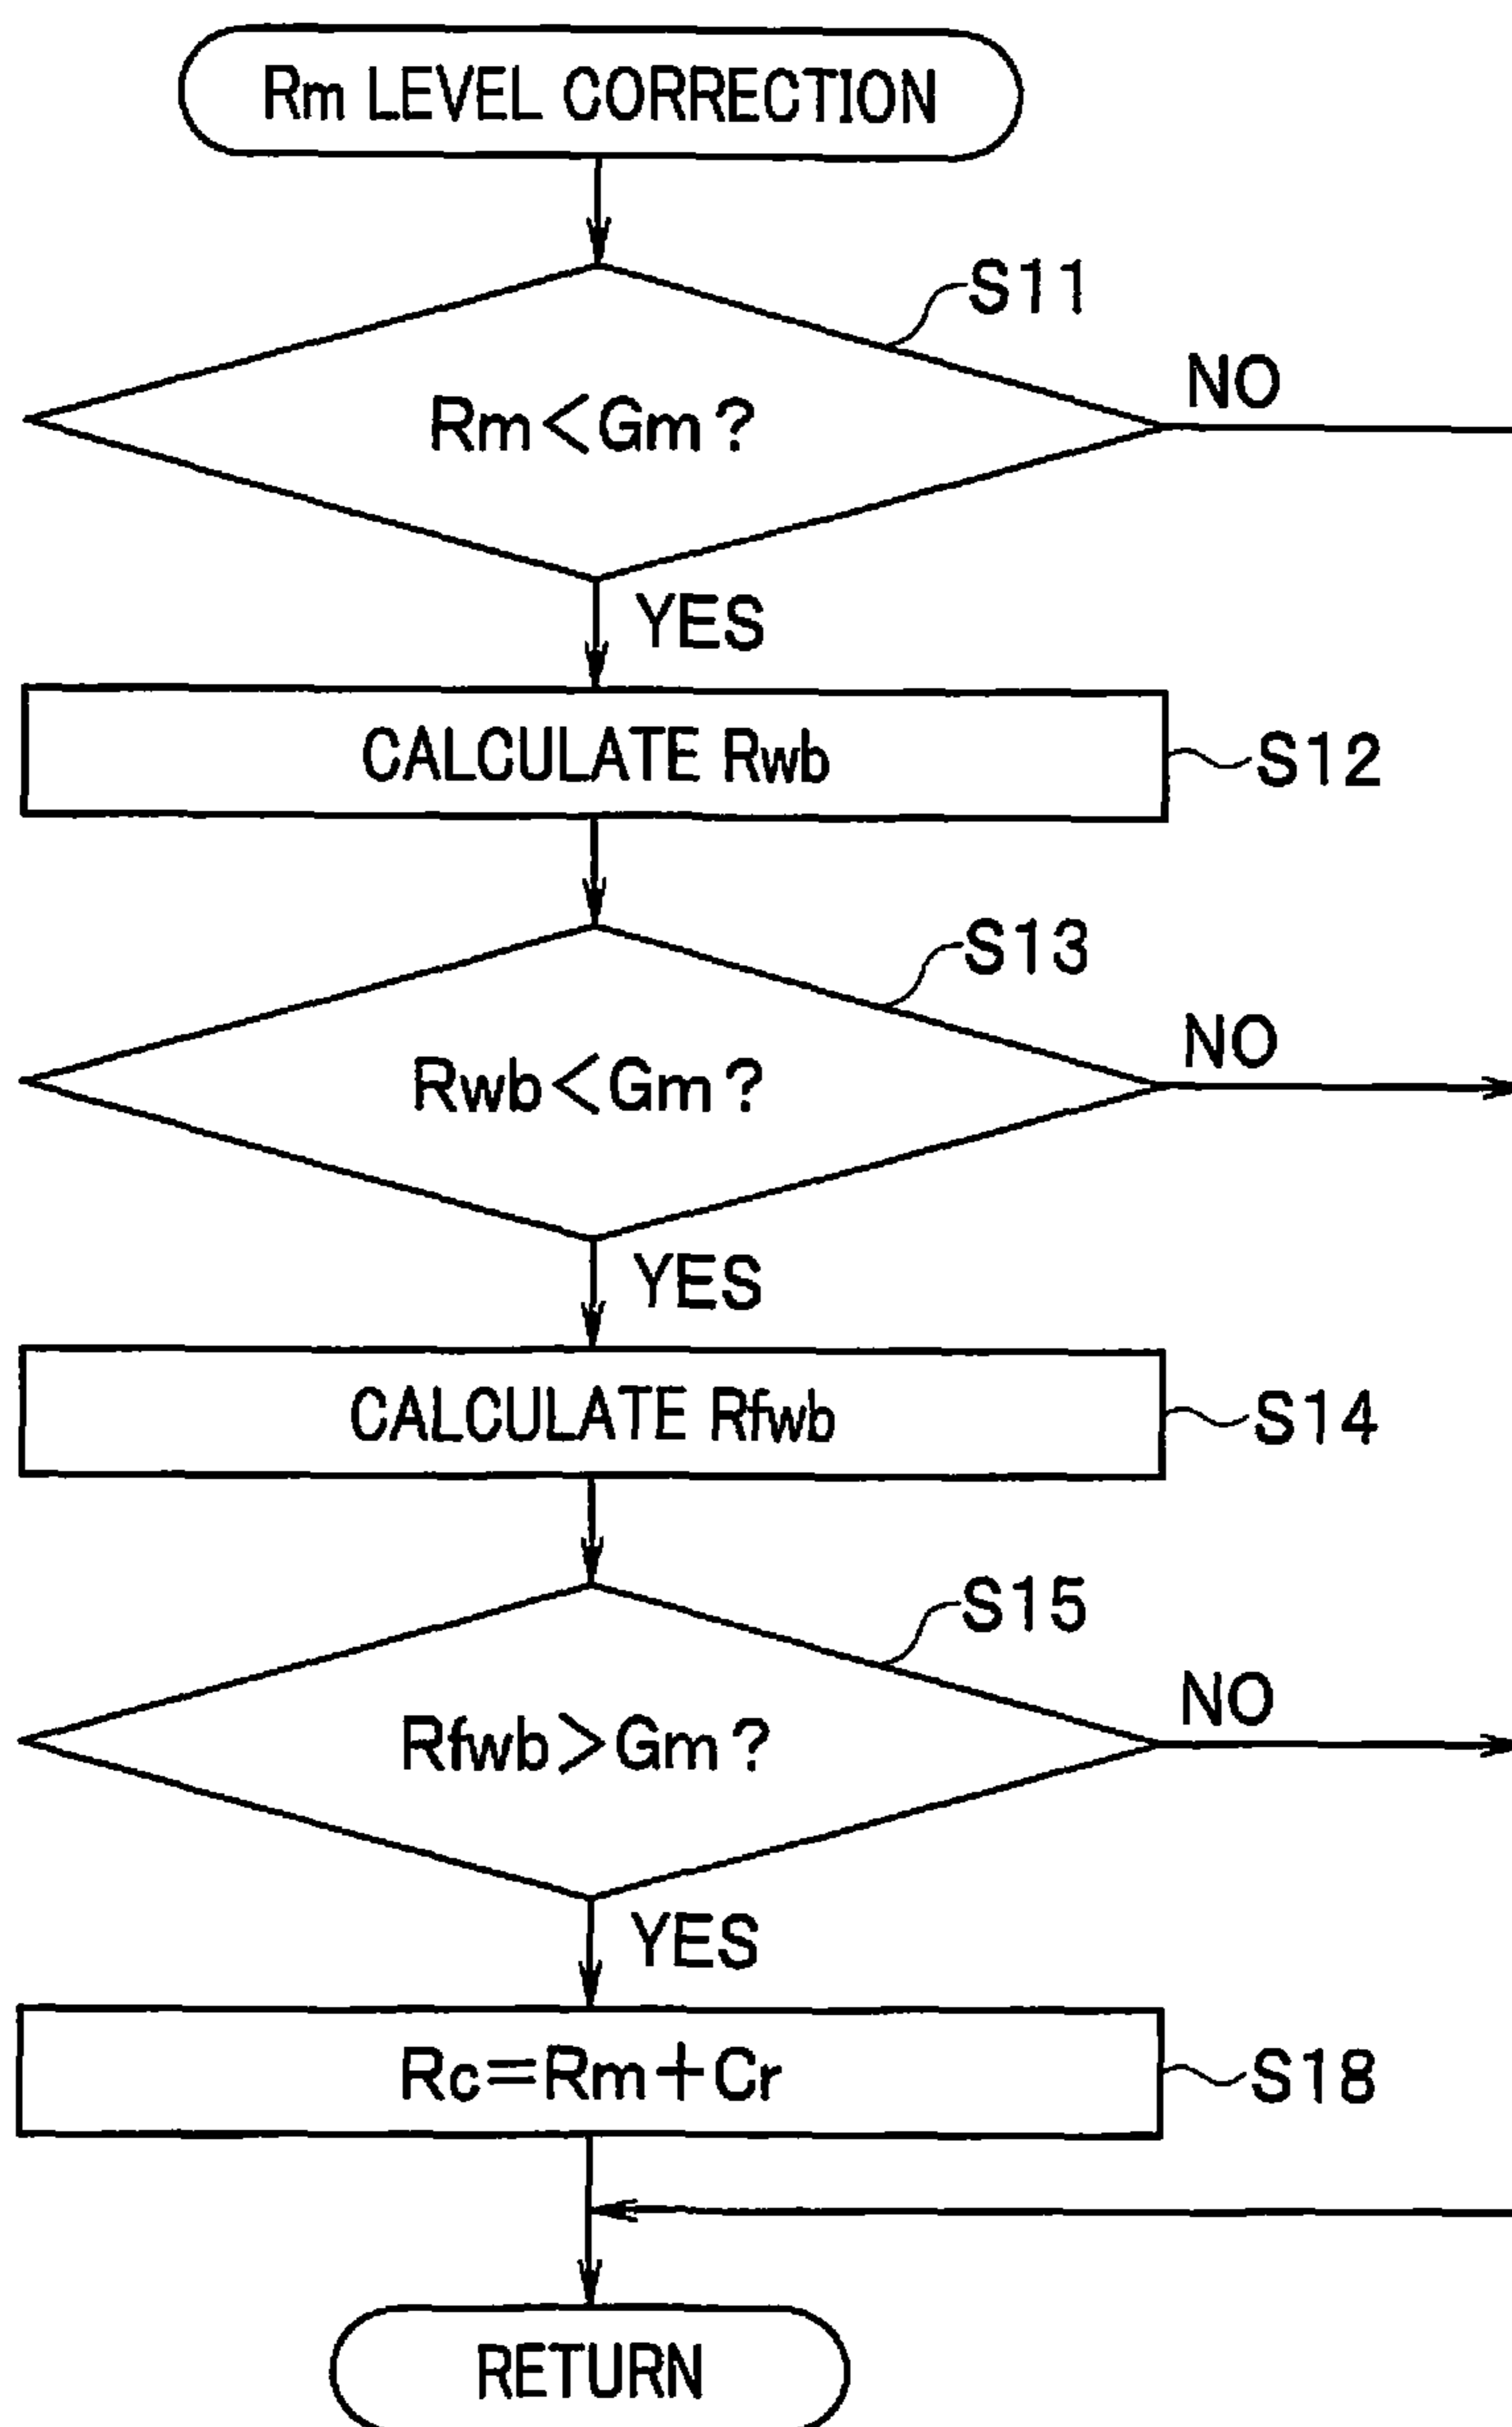 Rm LEVEL CORRECTION
S11
Rm<Gm?
NO
YES
CALCULATE Rwb
S12
S13
Rwb<Gm?
NO
YES
CALCULATE Rfwb
S14
S15
Rfwb>Gm?
NO
YES
Rc=Rm+Cr
S18
RETURN